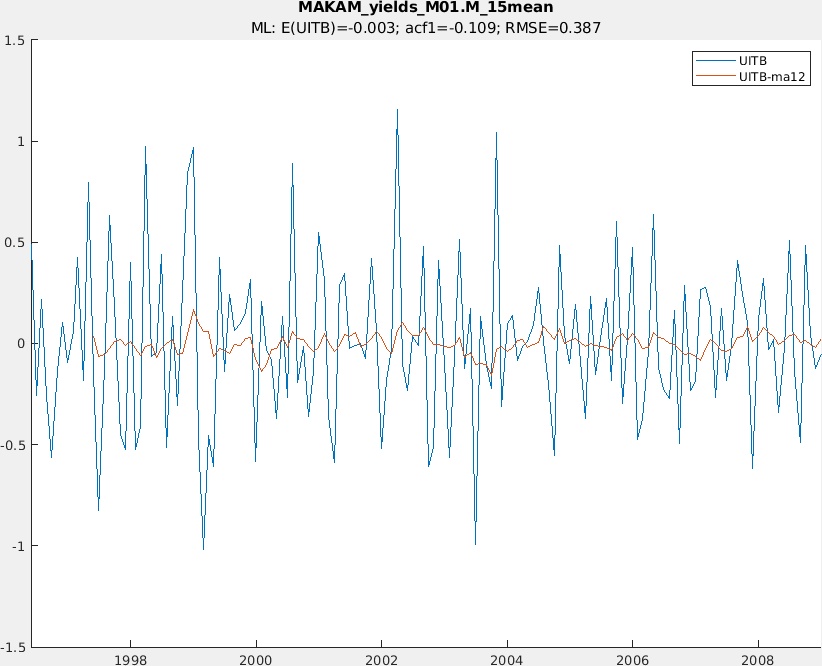 MAKAM_yields_M01.M_15mean
ML: E(UITB)=-0.003; acf1=-0.109; RMSE=0.387
1.5
UITB
UITB-ma12
1
0.5
0
-0.5
-1
-1.5
1998 2000 2002 2004 2006 2008